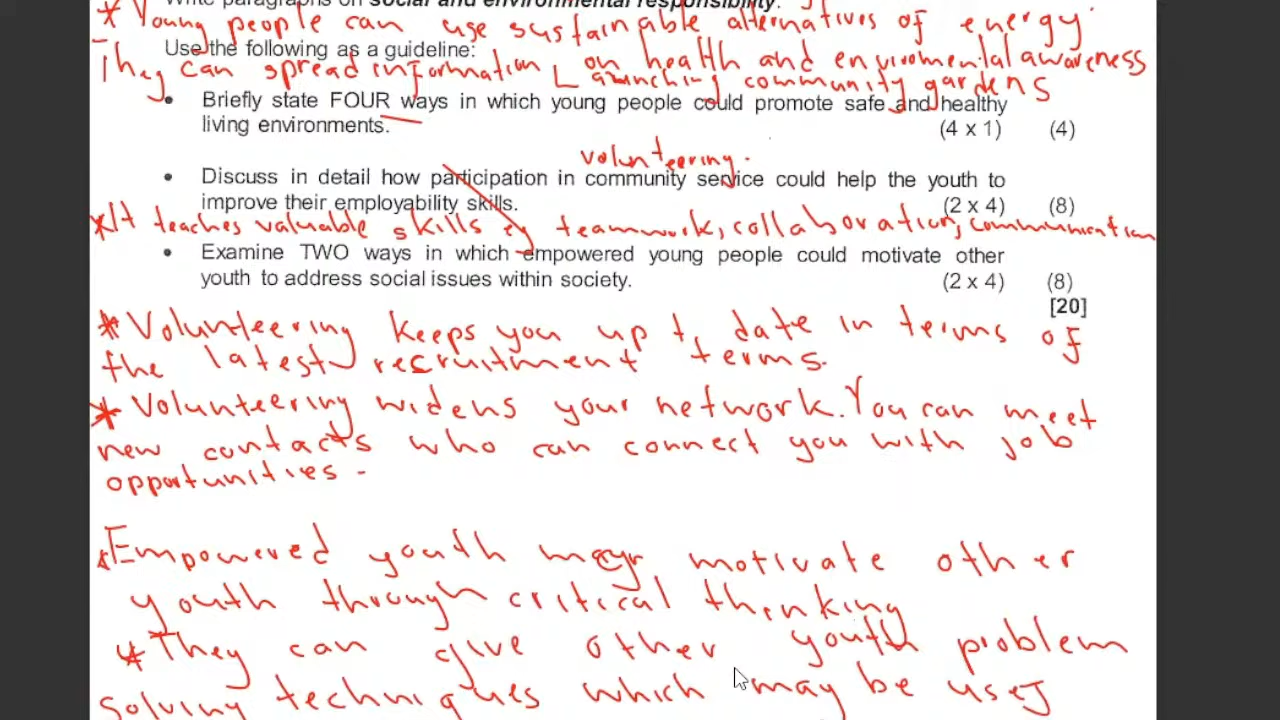 Write paragraphs on social and environmental responsibility.
* Young people can use sustainable alternatives of energy.
Use the following as a guideline:
They can spread information on health and enviromental awareness
Launching community gardens
• Briefly state FOUR ways in which young people could promote safe and healthy
living environments. (4 x 1) (4)
volunteering.
• Discuss in detail how participation in community service could help the youth to
improve their employability skills. (2 x 4) (8)
*It teaches valuable skills eg teamwork, collaboration, communication
• Examine TWO ways in which empowered young people could motivate other
youth to address social issues within society. (2 x 4) (8)
[20]
* Volunteering keeps you up to date in terms of
the latest recruitment terms.
* Volunteering widens your network. You can meet
new contacts who can connect you with job
opportunities.
*Empowered youth may motivate other
youth through critical thinking
*They can give other youth problem
solving techniques which may be used